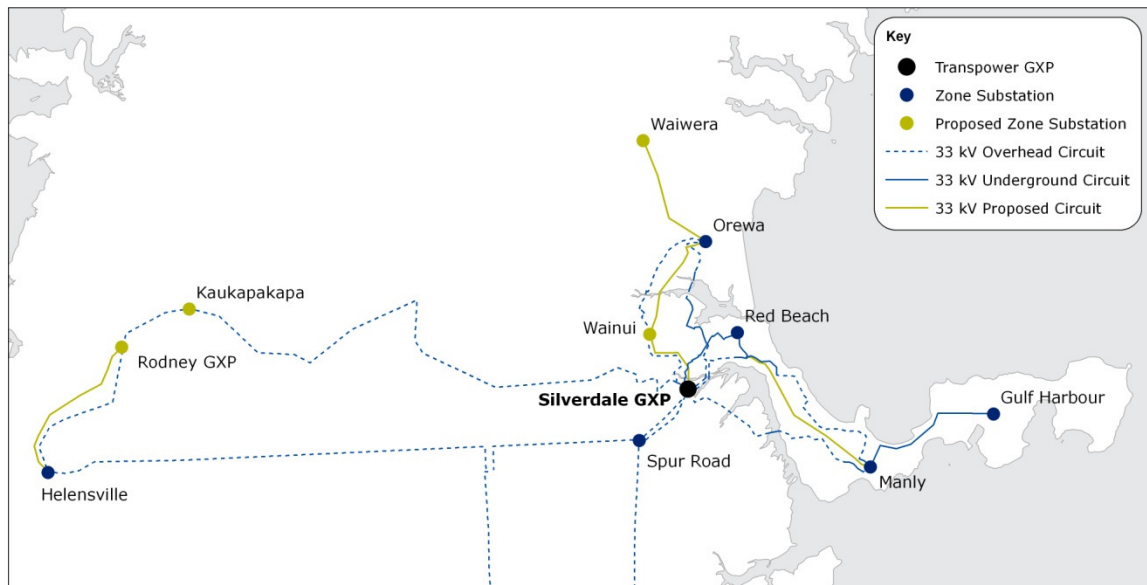 Key
Transpower GXP
Zone Substation
Proposed Zone Substation
33 kV Overhead Circuit
33 kV Underground Circuit
33 kV Proposed Circuit
Waiwera
Orewa
Kaukapakapa
Red Beach
Wainui
Rodney GXP
Silverdale GXP
Gulf Harbour
Spur Road
Manly
Helensville